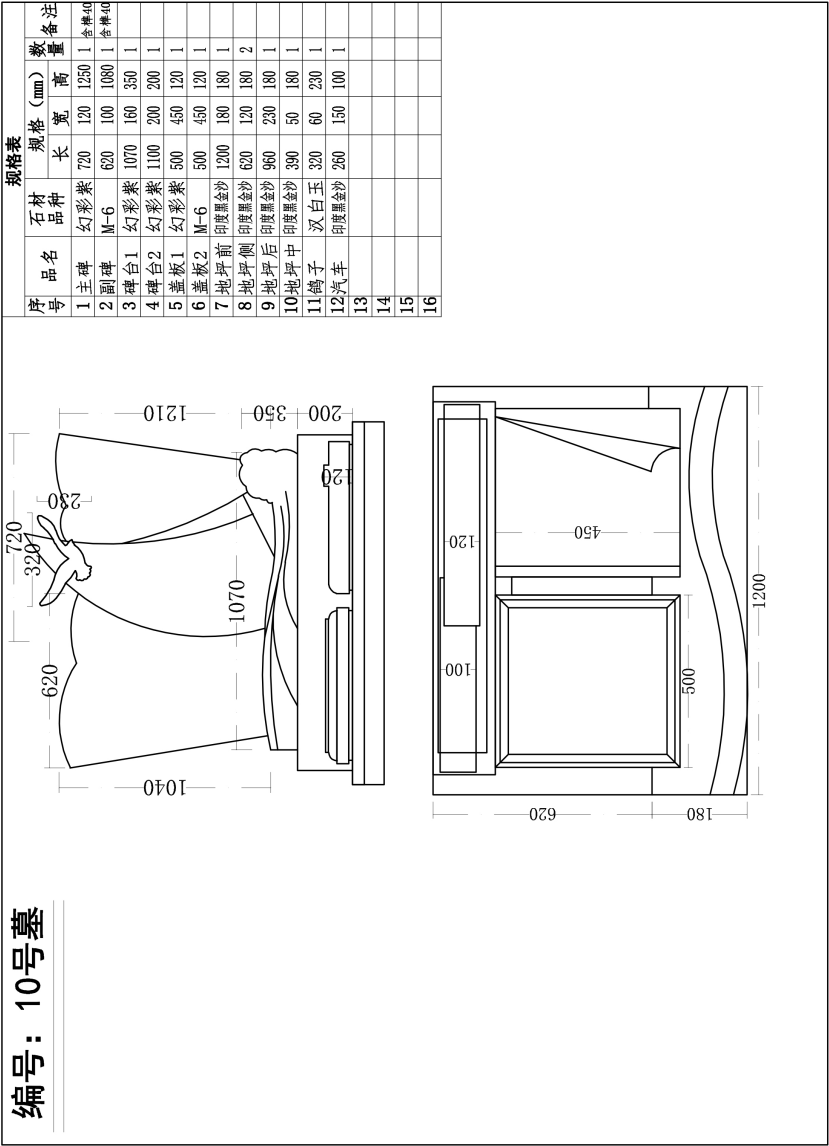 编号：10号墓
规格表
序号 品名 石材品种 规格（mm） 数量 备注
长 宽 高
1 主碑 幻彩紫 720 120 1250 1 含榫40
2 副碑 M-6 620 100 1080 1 含榫40
3 碑台1 幻彩紫 1070 160 350 1
4 碑台2 幻彩紫 1100 200 200 1
5 盖板1 幻彩紫 500 450 120 1
6 盖板2 M-6 500 450 120 1
7 地坪前 印度黑金沙 1200 180 180 1
8 地坪侧 印度黑金沙 620 120 180 2
9 地坪后 印度黑金沙 960 230 180 1
10 地坪中 印度黑金沙 390 50 180 1
11 鸽子 汉白玉 320 60 230 1
12 汽车 印度黑金沙 260 150 100 1
13
14
15
16
720
320
620
230
1210
350
200
120
1070
1040
120
100
450
500
1200
620
180